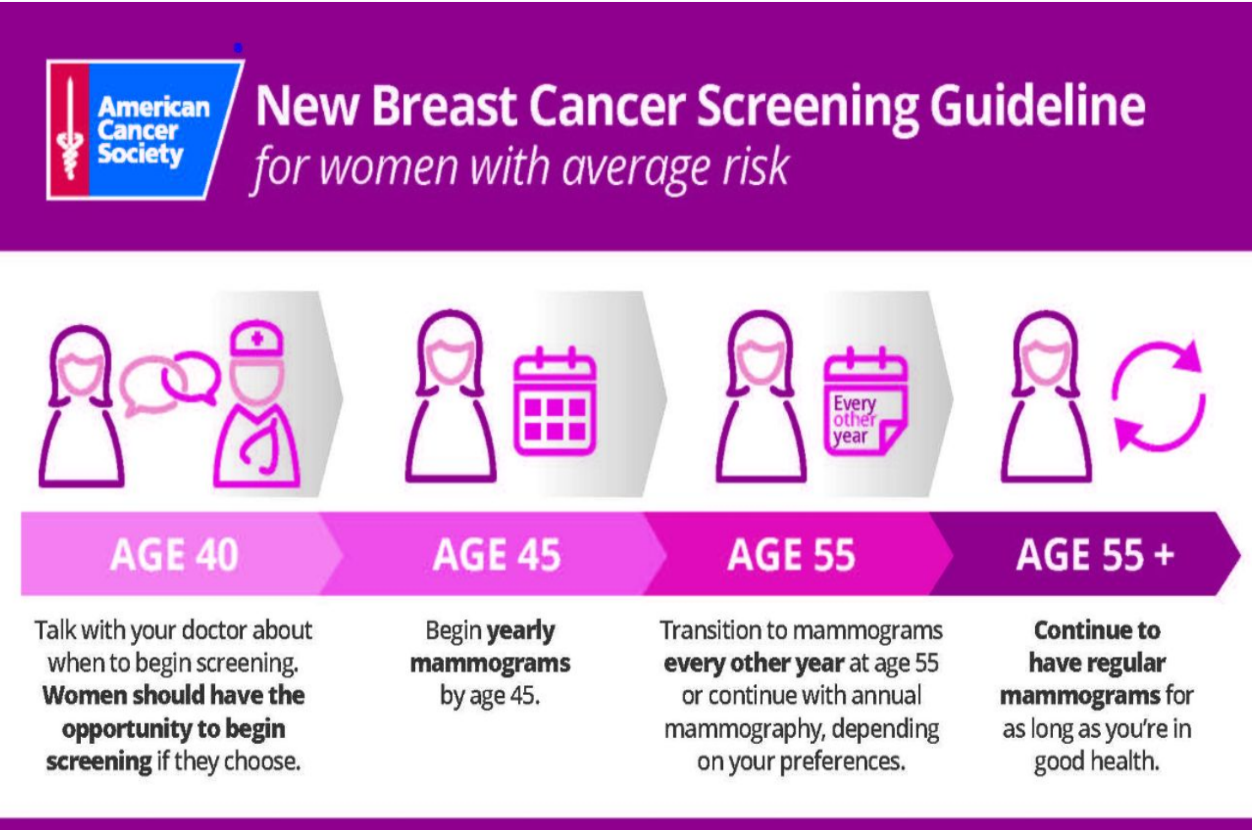 American
Cancer
Society
New Breast Cancer Screening Guideline
for women with average risk
Every
other
year
AGE 40
AGE 45
AGE 55
AGE 55 +
Talk with your doctor about
when to begin screening.
Women should have the
opportunity to begin
screening if they choose.
Begin yearly
mammograms
by age 45.
Transition to mammograms
every other year at age 55
or continue with annual
mammography, depending
on your preferences.
Continue to
have regular
mammograms for
as long as you're in
good health.